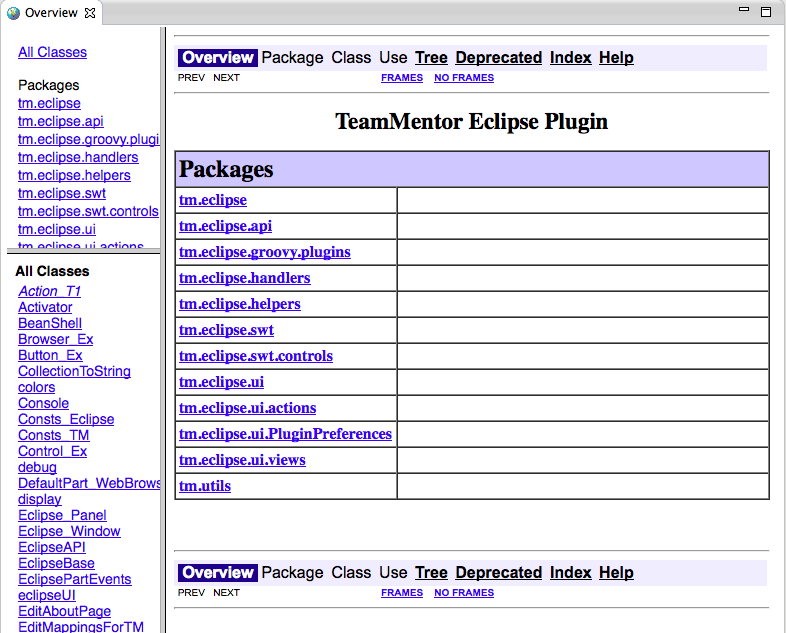 Overview
All Classes
Packages
tm.eclipse
tm.eclipse.api
tm.eclipse.groovy.plugi
tm.eclipse.handlers
tm.eclipse.helpers
tm.eclipse.swt
tm.eclipse.swt.controls
tm.eclipse.ui
tm.eclipse.ui.actions
All Classes
Action_T1
Activator
BeanShell
Browser_Ex
Button_Ex
CollectionToString
colors
Console
Consts_Eclipse
Consts_TM
Control_Ex
debug
DefaultPart_WebBrows
display
Eclipse_Panel
Eclipse_Window
EclipseAPI
EclipseBase
EclipsePartEvents
eclipseUI
EditAboutPage
EditMappingsForTM
Overview Package Class Use Tree Deprecated Index Help
PREV NEXT FRAMES NO FRAMES
TeamMentor Eclipse Plugin
Packages
tm.eclipse
tm.eclipse.api
tm.eclipse.groovy.plugins
tm.eclipse.handlers
tm.eclipse.helpers
tm.eclipse.swt
tm.eclipse.swt.controls
tm.eclipse.ui
tm.eclipse.ui.actions
tm.eclipse.ui.PluginPreferences
tm.eclipse.ui.views
tm.utils
Overview Package Class Use Tree Deprecated Index Help
PREV NEXT FRAMES NO FRAMES